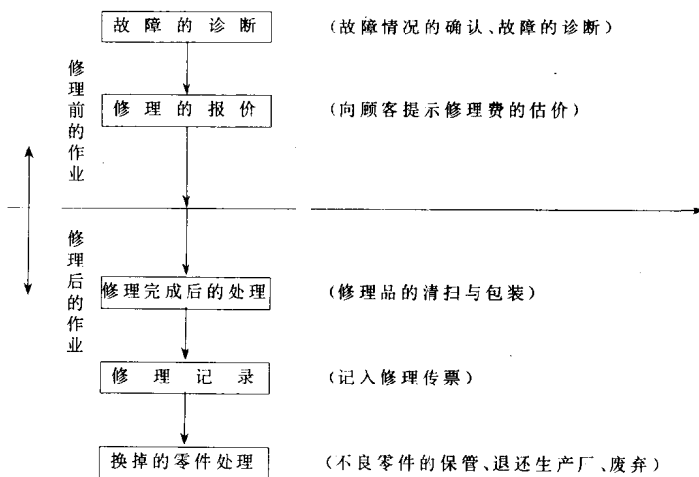 故障的诊断 (故障情况的确认、故障的诊断)
修理前的作业
修理的报价 (向顾客提示修理费的估价)
修理后的作业
修理完成后的处理 (修理品的清扫与包装)
修理记录 (记入修理传票)
换掉的零件处理 (不良零件的保管、退还生产厂、废弃)